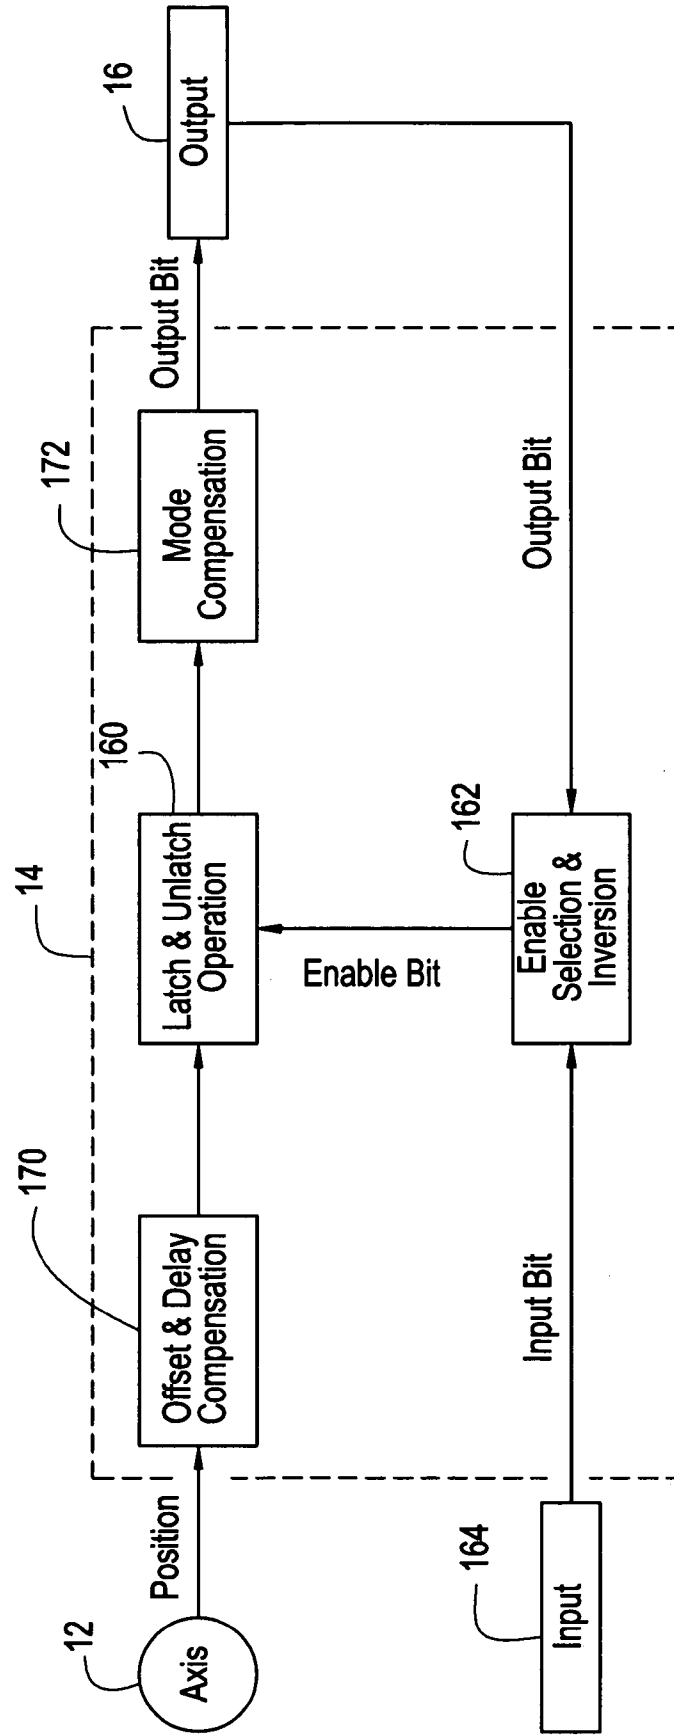 14
12
Axis
Position
170
Offset & Delay
Compensation
160
Latch & Unlatch
Operation
172
Mode
Compensation
Output Bit
16
Output
Enable Bit
164
Input
Input Bit
162
Enable
Selection &
Inversion
Output Bit